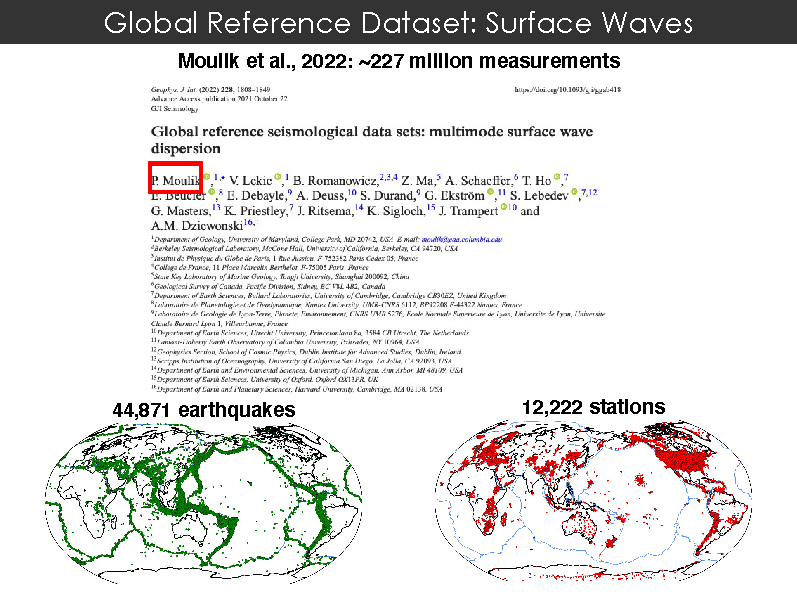 Global Reference Dataset: Surface Waves
Moulik et al., 2022: ~227 million measurements
Geophys. J. Int. (2022) 228, 1808–1849
https://doi.org/10.1093/gji/ggab418
Advance Access publication 2021 October 22
GJI Seismology
Global reference seismological data sets: multimode surface wave
dispersion
P. Moulik,1,* V. Lekic,1 B. Romanowicz,2,3,4 Z. Ma,5 A. Schaeffer,6 T. Ho,7
E. Beucler,8 E. Debayle,9 A. Deuss,10 S. Durand,9 G. Ekström,11 S. Lebedev,7,12
G. Masters,13 K. Priestley,7 J. Ritsema,14 K. Sigloch,15 J. Trampert10 and
A.M. Dziewonski16,
1Department of Geology, University of Maryland, College Park, MD 20742, USA. E-mail: moulik@caa.columbia.edu
2Berkeley Seismological Laboratory, McCone Hall, University of California, Berkeley, CA 94720, USA
3Institut de Physique du Globe de Paris, 1 Rue Jussieu, F-752382 Paris Cedex 05, France
4Collège de France, 11 Place Marcelin Berthelot, F-75005 Paris, France
5State Key Laboratory of Marine Geology, Tongji University, Shanghai 200092, China
6Geological Survey of Canada, Pacific Division, Sidney, BC V8L 4B2, Canada
7Department of Earth Sciences, Bullard Laboratories, University of Cambridge, Cambridge CB30EZ, United Kingdom
8Laboratoire de Planétologie et de Géodynamique, Nantes University, UMR-CNRS 6112, F-44322 Nantes, France
9Laboratoire de Géologie de Lyon-Terre, Planètes, Environnement, CNRS UMR 5276, École Normale Supérieure de Lyon, Université de Lyon, Université
Claude Bernard Lyon 1, Villeurbanne, France
10Department of Earth Sciences, Utrecht University, Princetonlaan 8a, 3584 CB Utrecht, The Netherlands
11Lamont-Doherty Earth Observatory of Columbia University, Palisades, NY 10964, USA
12Geophysics Section, School of Cosmic Physics, Dublin Institute for Advanced Studies, Dublin, Ireland
13Scripps Institution of Oceanography, University of California San Diego, La Jolla, CA 92093, USA
14Department of Earth and Environmental Sciences, University of Michigan, Ann Arbor, MI 48109, USA
15Department of Earth Sciences, University of Oxford, Oxford OX13PR, UK
16Department of Earth and Planetary Sciences, Harvard University, Cambridge, MA 02138, USA
44,871 earthquakes
12,222 stations